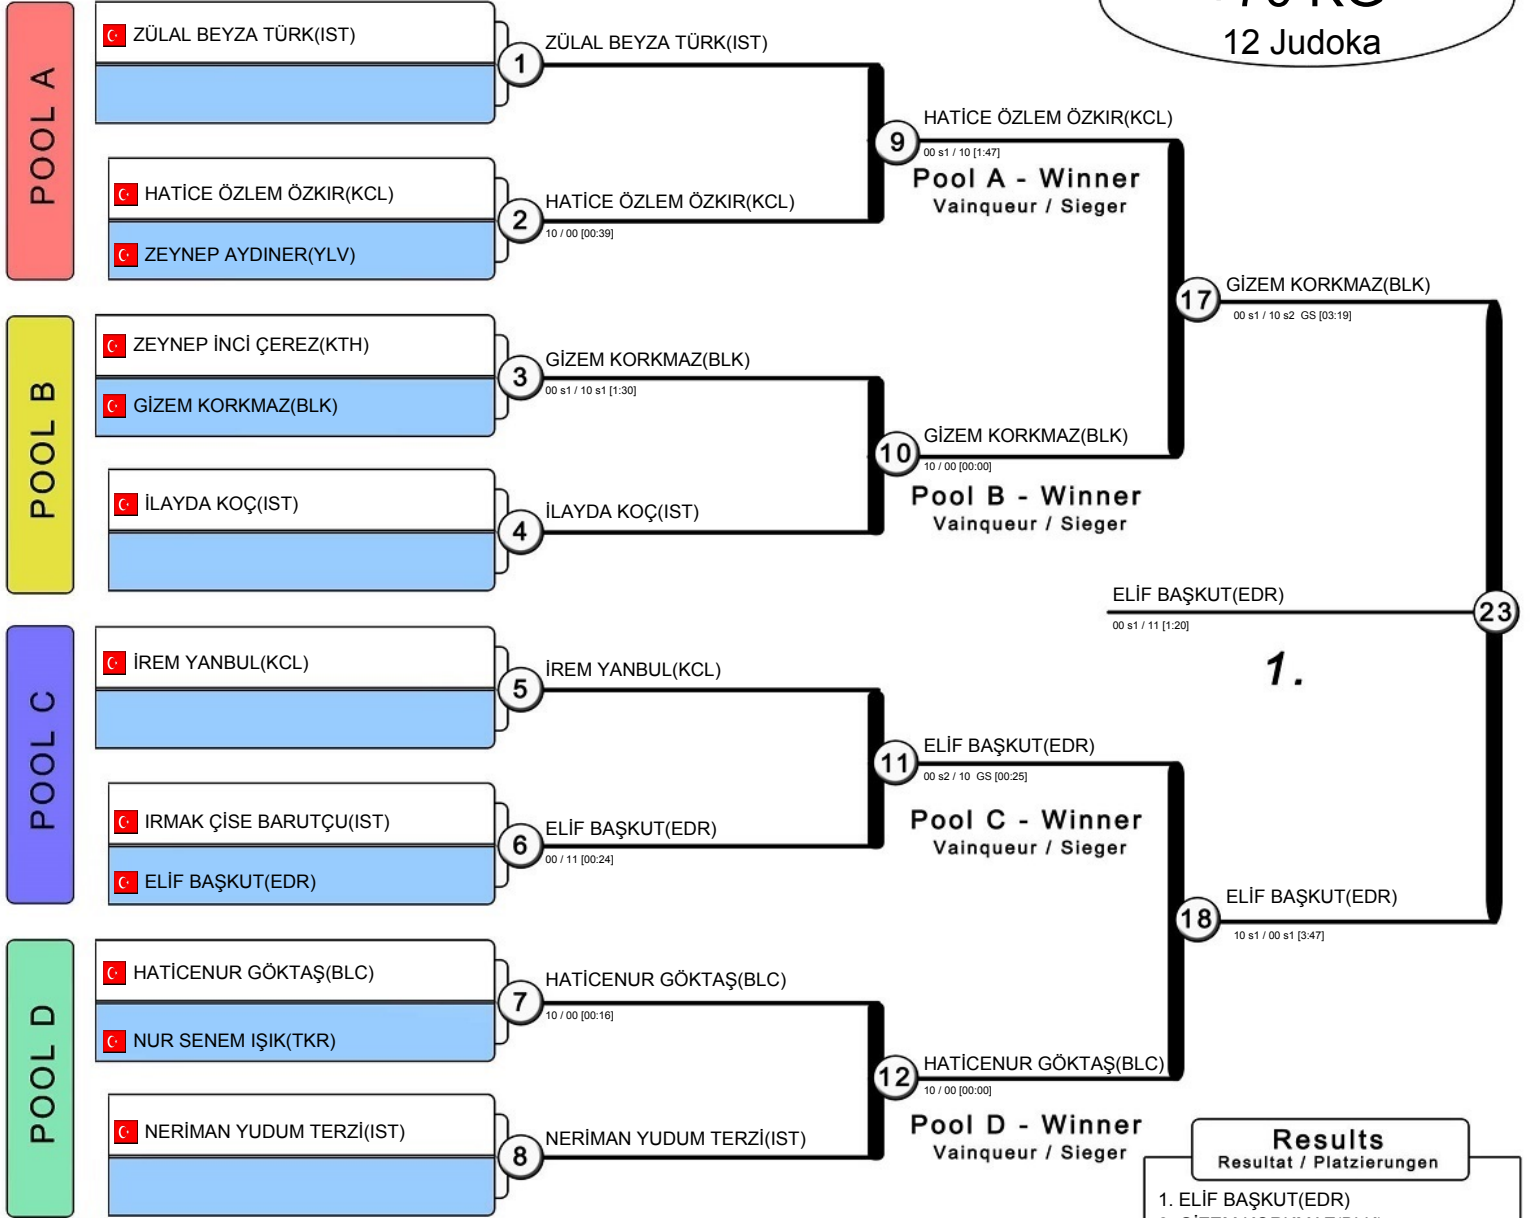 12 Judoka
POOL A
ZÜLAL BEYZA TÜRK(IST)
1
ZÜLAL BEYZA TÜRK(IST)
HATİCE ÖZLEM ÖZKIR(KCL)
ZEYNEP AYDINER(YLV)
2
HATİCE ÖZLEM ÖZKIR(KCL)
10 / 00 [00:39]
9
HATİCE ÖZLEM ÖZKIR(KCL)
00 s1 / 10 [1:47]
Pool A - Winner
Vainqueur / Sieger
POOL B
ZEYNEP İNCİ ÇEREZ(KTH)
GİZEM KORKMAZ(BLK)
3
GİZEM KORKMAZ(BLK)
00 s1 / 10 s1 [1:30]
İLAYDA KOÇ(IST)
4
İLAYDA KOÇ(IST)
10
GİZEM KORKMAZ(BLK)
10 / 00 [00:00]
Pool B - Winner
Vainqueur / Sieger
17
GİZEM KORKMAZ(BLK)
00 s1 / 10 s2 GS [03:19]
ELİF BAŞKUT(EDR)
00 s1 / 11 [1:20]
23
1.
POOL C
İREM YANBUL(KCL)
5
İREM YANBUL(KCL)
IRMAK ÇİSE BARUTÇU(IST)
ELİF BAŞKUT(EDR)
6
ELİF BAŞKUT(EDR)
00 / 11 [00:24]
11
ELİF BAŞKUT(EDR)
00 s2 / 10 GS [00:25]
Pool C - Winner
Vainqueur / Sieger
18
ELİF BAŞKUT(EDR)
10 s1 / 00 s1 [3:47]
POOL D
HATİCENUR GÖKTAŞ(BLC)
NUR SENEM IŞIK(TKR)
7
HATİCENUR GÖKTAŞ(BLC)
10 / 00 [00:16]
NERİMAN YUDUM TERZİ(IST)
8
NERİMAN YUDUM TERZİ(IST)
12
HATİCENUR GÖKTAŞ(BLC)
10 / 00 [00:00]
Pool D - Winner
Vainqueur / Sieger
Results
Resultat / Platzierungen
1. ELİF BAŞKUT(EDR)